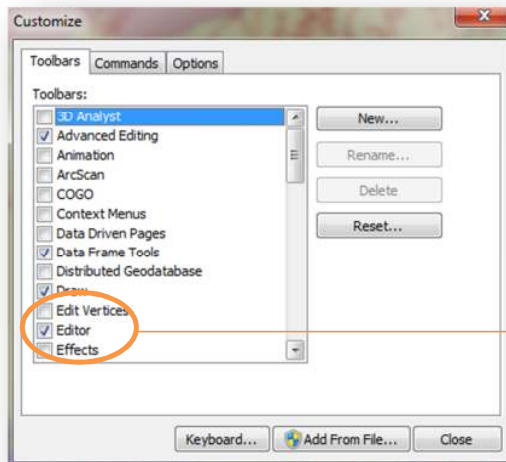 Customize
Toolbars
Commands
Options
Toolbars:
3D Analyst
Advanced Editing
Animation
ArcScan
COGO
Context Menus
Data Driven Pages
Data Frame Tools
Distributed Geodatabase
Draw
Edit Vertices
Editor
Effects
New...
Rename...
Delete
Reset...
Keyboard...
Add From File...
Close